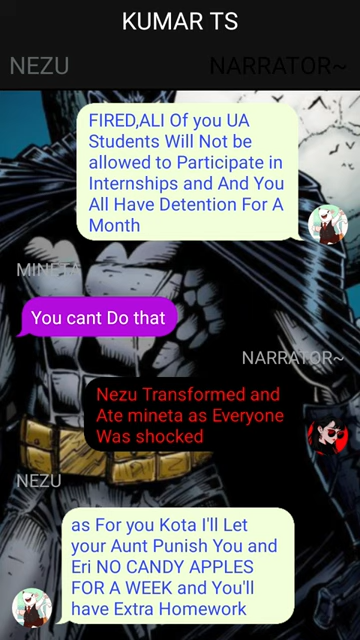 KUMAR TS
NEZU
NARRATOR~
FIRED,ALl Of you UA
Students Will Not be
allowed to Participate in
Internships and And You
All Have Detention For A
Month
MINETA
You cant Do that
NARRATOR~
Nezu Transformed and
Ate mineta as Everyone
Was shocked
NEZU
as For you Kota I'll Let
your Aunt Punish You and
Eri NO CANDY APPLES
FOR A WEEK and You'll
have Extra Homework